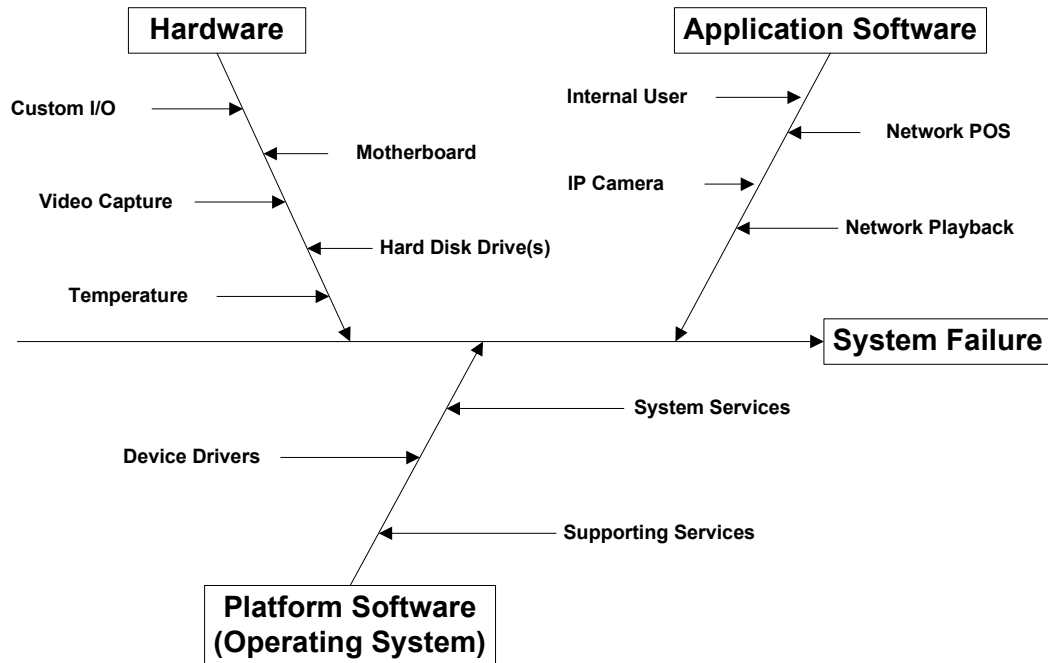 Hardware
Application Software
Custom I/O
Motherboard
Video Capture
Hard Disk Drive(s)
Temperature
Internal User
Network POS
IP Camera
Network Playback
System Failure
System Services
Device Drivers
Supporting Services
Platform Software
(Operating System)